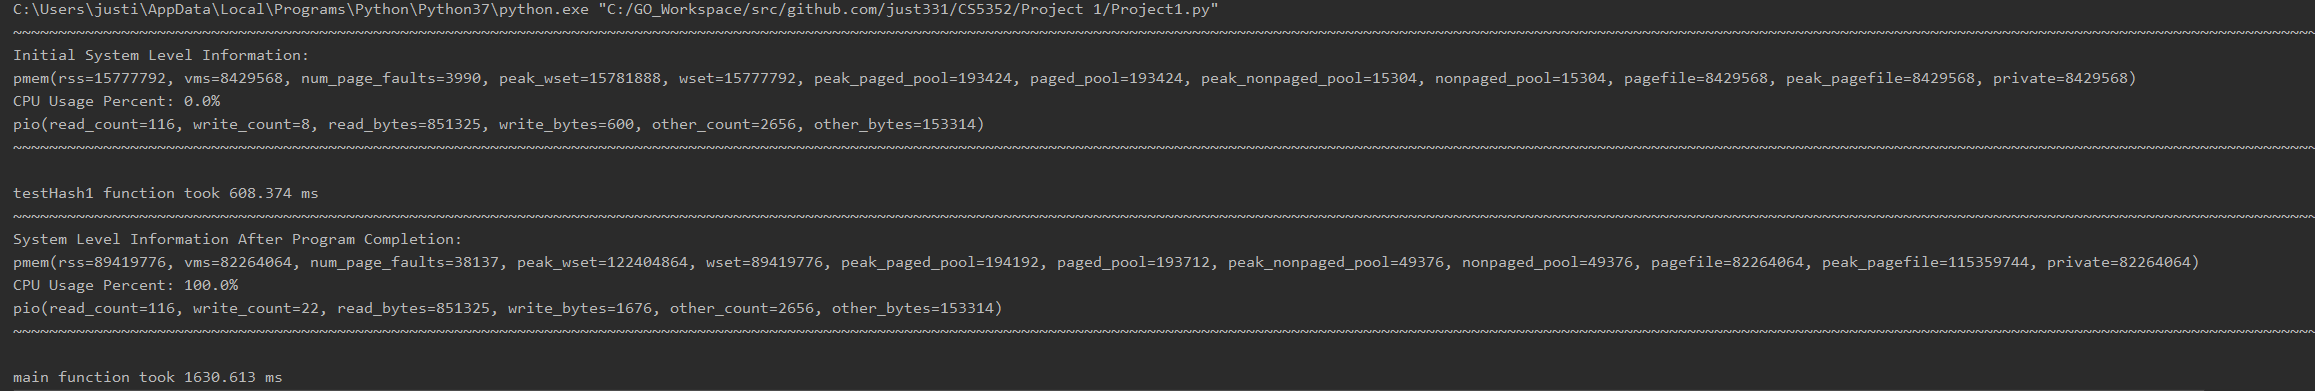 C:\Users\justi\AppData\Local\Programs\Python\Python37\python.exe "C:/GO_Workspace/src/github.com/just331/CS5352/Project 1/Project1.py"
Initial System Level Information:
pmem(rss=15777792, vms=8429568, num_page_faults=3990, peak_wset=15781888, wset=15777792, peak_paged_pool=193424, paged_pool=193424, peak_nonpaged_pool=15304, nonpaged_pool=15304, pagefile=8429568, peak_pagefile=8429568, private=8429568)
CPU Usage Percent: 0.0%
pio(read_count=116, write_count=8, read_bytes=851325, write_bytes=600, other_count=2656, other_bytes=153314)
testHash1 function took 608.374 ms
System Level Information After Program Completion:
pmem(rss=89419776, vms=82264064, num_page_faults=38137, peak_wset=122404864, wset=89419776, peak_paged_pool=194192, paged_pool=193712, peak_nonpaged_pool=49376, nonpaged_pool=49376, pagefile=82264064, peak_pagefile=115359744, private=82264064)
CPU Usage Percent: 100.0%
pio(read_count=116, write_count=22, read_bytes=851325, write_bytes=1676, other_count=2656, other_bytes=153314)
main function took 1630.613 ms